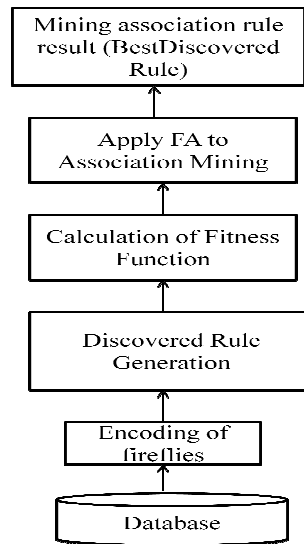 Mining association rule
result (BestDiscovered
Rule)
Apply FA to
Association Mining
Calculation of Fitness
Function
Discovered Rule
Generation
Encoding of
fireflies
Database